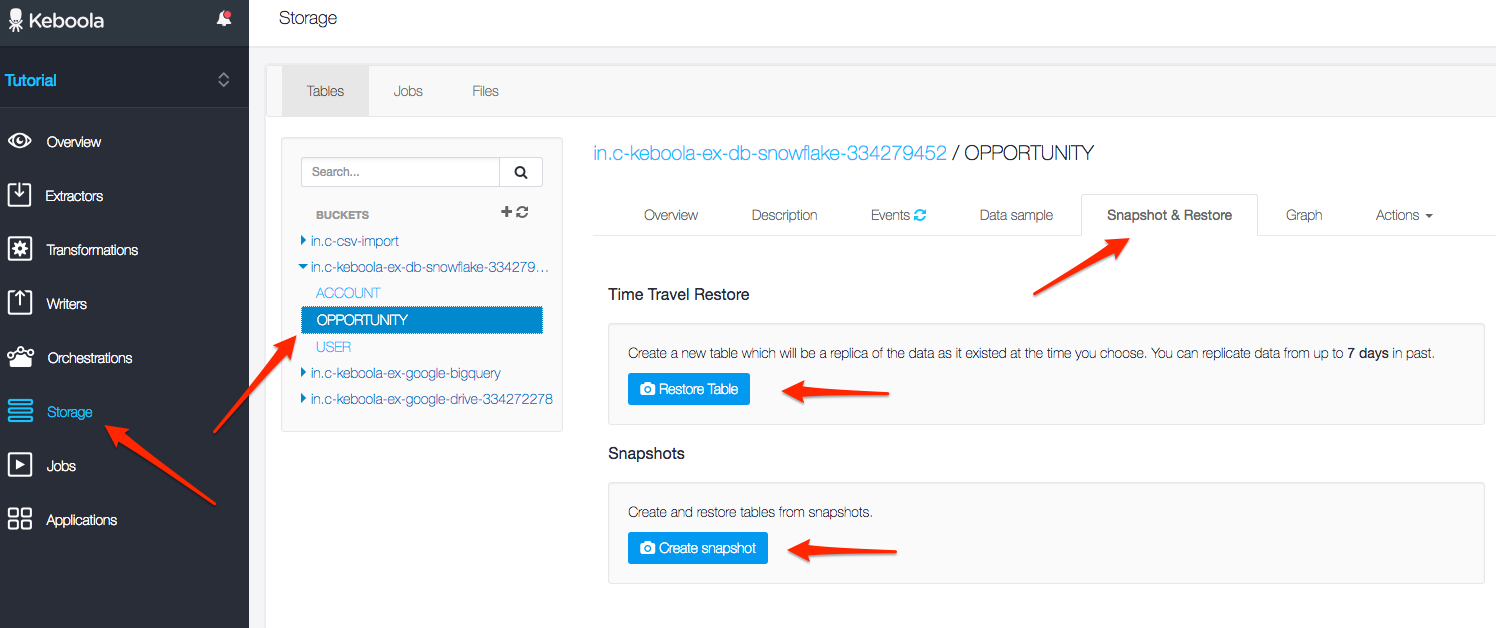 Keboola
Storage
Tutorial
Overview
Extractors
Transformations
Writers
Orchestrations
Storage
Jobs
Applications
Tables Jobs Files
Search...
BUCKETS
in.c-csv-import
in.c-keboola-ex-db-snowflake-334279...
ACCOUNT
OPPORTUNITY
USER
in.c-keboola-ex-google-bigquery
in.c-keboola-ex-google-drive-334272278
in.c-keboola-ex-db-snowflake-334279452 / OPPORTUNITY
Overview Description Events Data sample Snapshot & Restore Graph Actions
Time Travel Restore
Create a new table which will be a replica of the data as it existed at the time you choose. You can replicate data from up to 7 days in past.
Restore Table
Snapshots
Create and restore tables from snapshots.
Create snapshot